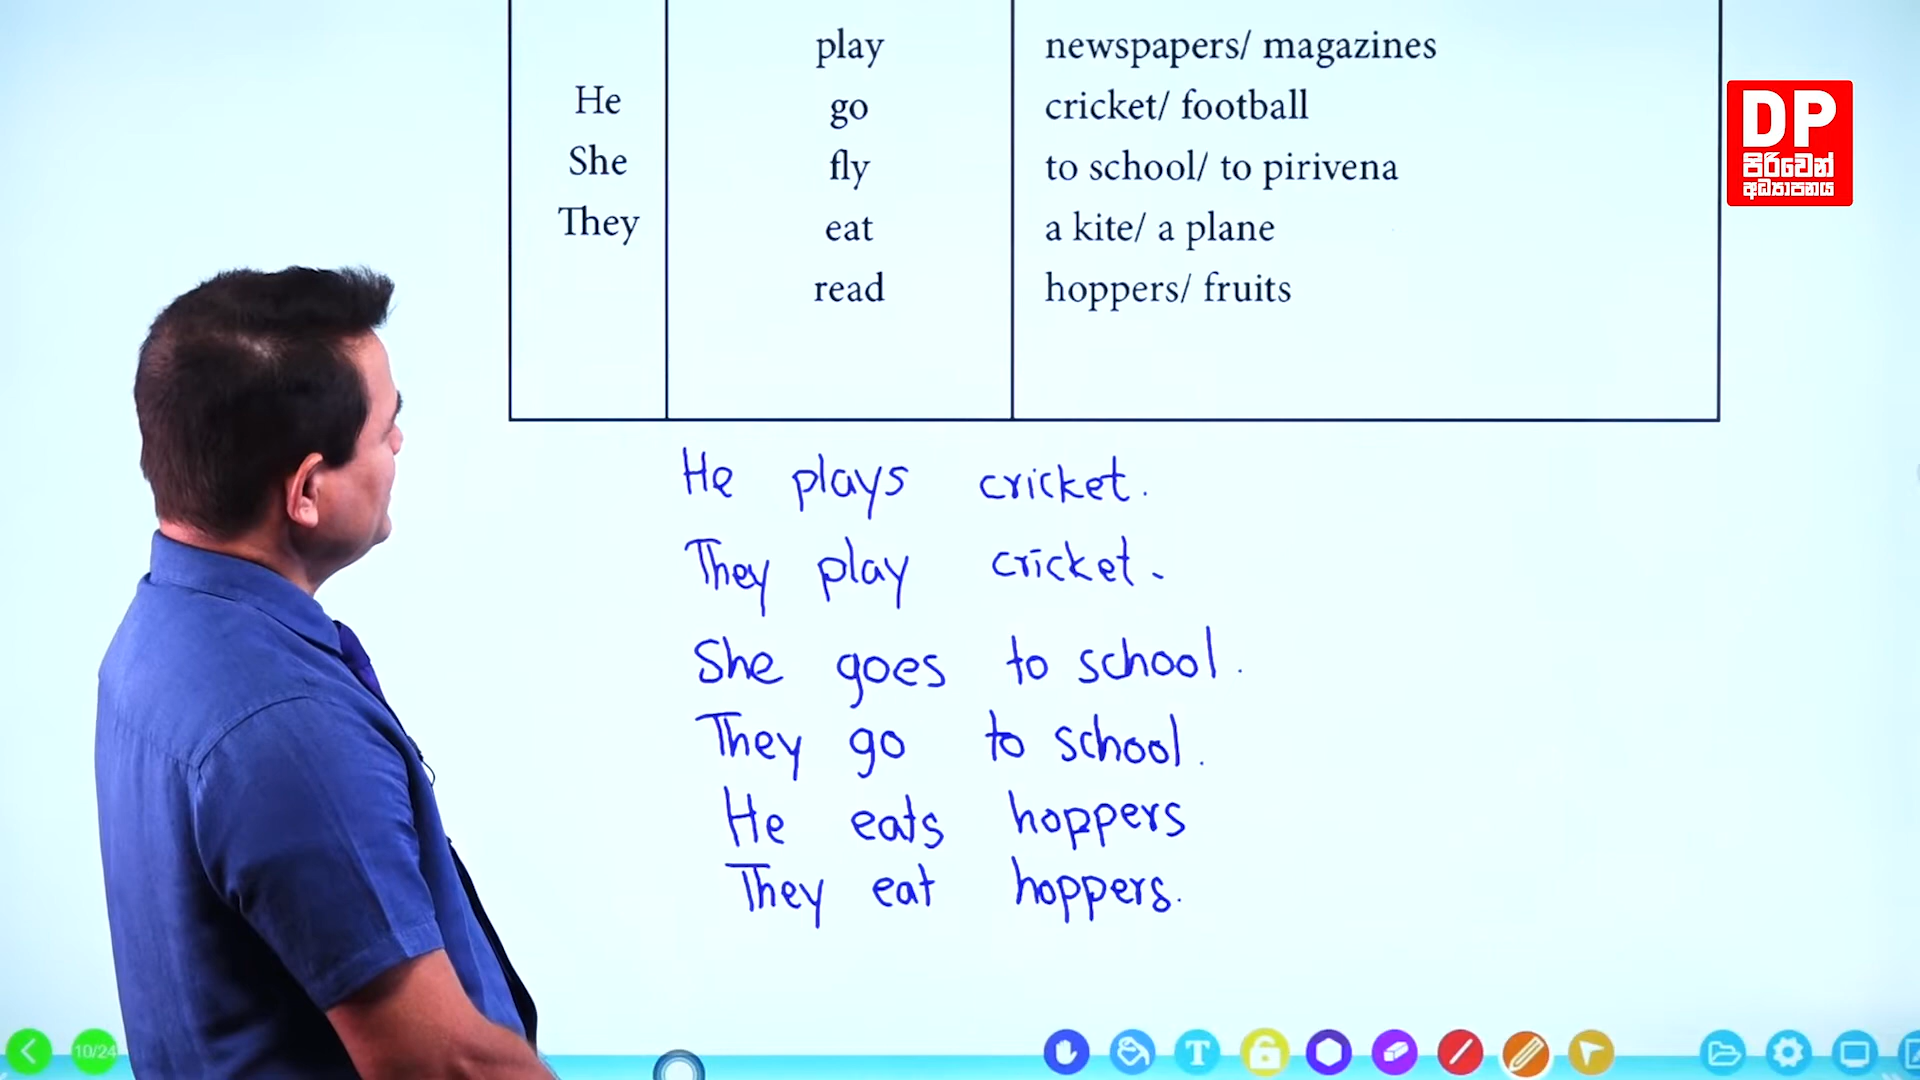 play newspapers/ magazines
He go cricket/ football
She fly to school/ to pirivena
They eat a kite/ a plane
read hoppers/ fruits
DP
පිරිවෙන්
අධ්‍යාපනය
He plays cricket.
They play cricket.
She goes to school.
They go to school.
He eats hoppers
They eat hoppers.
10/24
T